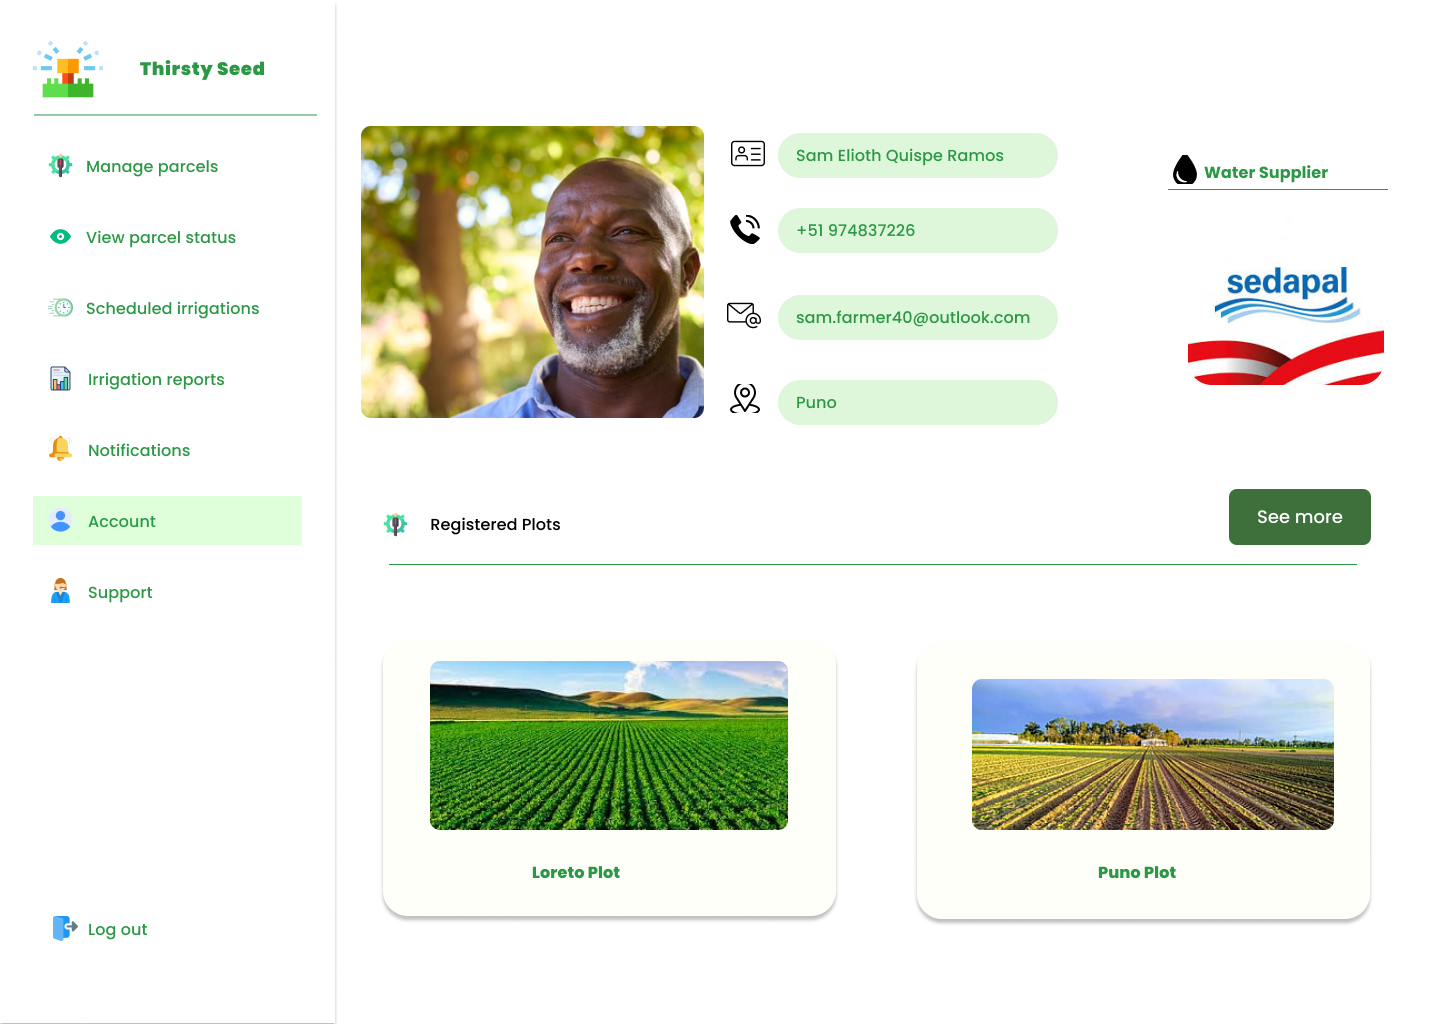 Thirsty Seed
Manage parcels
View parcel status
Scheduled irrigations
Irrigation reports
Notifications
Account
Support
Log out
Sam Elioth Quispe Ramos
+51 974837226
sam.farmer40@outlook.com
Puno
Water Supplier
sedapal
Registered Plots
See more
Loreto Plot
Puno Plot